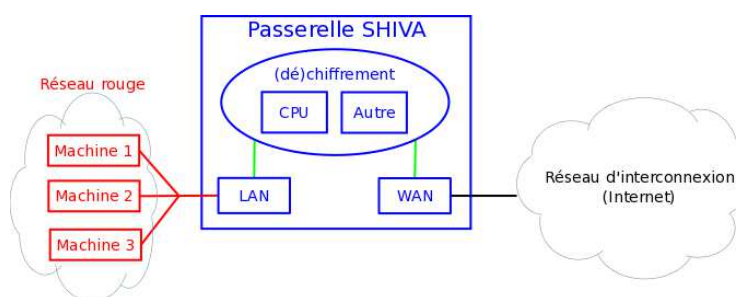 Passerelle SHIVA
(dé)chiffrement
CPU
Autre
Réseau rouge
Machine 1
Machine 2
Machine 3
LAN
WAN
Réseau d'interconnexion
(Internet)